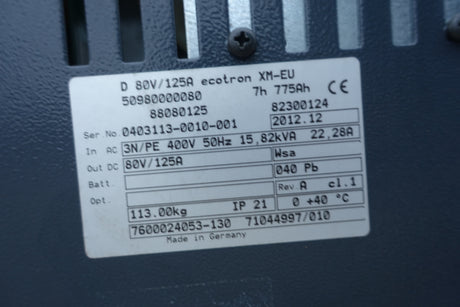 D 80V/125A ecotron XM-EU
50980000080 7h 775Ah CE
88080125 82300124
Ser No 0403113-0010-001 2012.12
In AC 3N/PE 400V 50Hz 15,82kVA 22,28A
Out DC 80V/125A Wsa
Batt. 040 Pb
Opt. Rev A cl.1
113.00kg IP 21 0 +40 °C
7600024053-130 71044997/010
Made in Germany